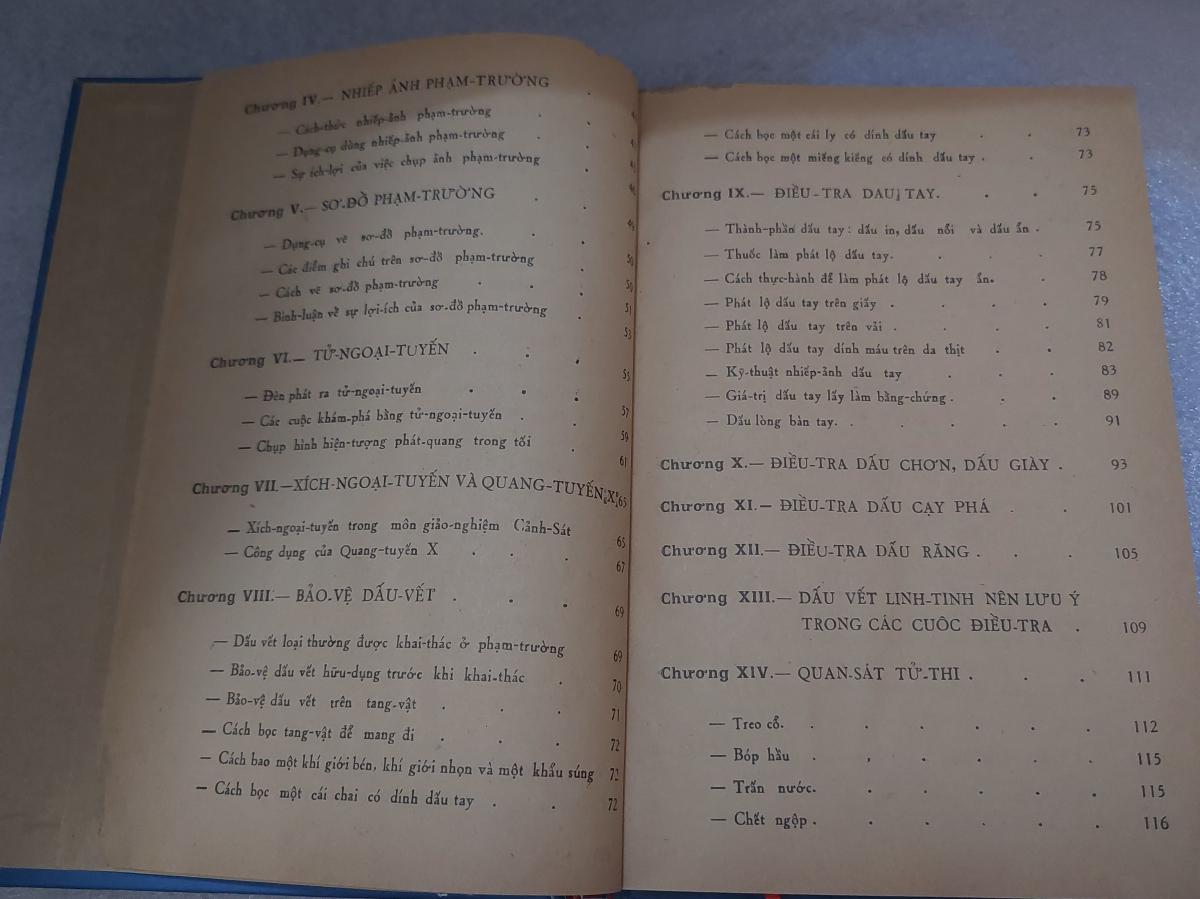 Chương IV.— NHIẾP ẢNH PHẠM-TRƯỜNG .
— Cách-thức nhiếp-ảnh phạm-trường .
— Dụng-cụ dùng nhiếp-ảnh phạm-trường .
— Sự ích-lợi của việc chụp ảnh phạm-trường .
Chương V.— SƠ-ĐỒ PHẠM-TRƯỜNG .
— Dụng-cụ vẽ sơ-đồ phạm-trường.
— Các điểm ghi chú trên sơ-đồ phạm-trường 50
— Cách vẽ sơ-đồ phạm-trường . . 50
— Bình-luận về sự lợi-ích của sơ-đồ phạm-trường . 51
53
Chương VI.— TỬ-NGOẠI-TUYẾN . . .
55
— Đèn phát ra tử-ngoại-tuyến . . .
— Các cuộc khám-phá bằng tử-ngoại-tuyến . . 57
— Chụp hình hiện-tượng phát-quang trong tối . 59
61
Chương VII.—XÍCH-NGOẠI-TUYẾN VÀ QUANG-TUYẾN X 65
— Xích-ngoại-tuyến trong môn giảo-nghiệm Cảnh-Sát 65
— Công dụng của Quang-tuyến X . . . 67
Chương VIII.— BẢO-VỆ DẤU-VẾT . . . 69
— Dấu vết loại thường được khai-thác ở phạm-trường 69
— Bảo-vệ dấu vết hữu-dụng trước khi khai-thác . 70
— Bảo-vệ dấu vết trên tang-vật . . . 71
— Cách bọc tang-vật để mang đi . . . 72
— Cách bao một khí giới bén, khí giới nhọn và một khẩu súng 72
— Cách bọc một cái chai có dính dấu tay . . 72
— Cách bọc một cái ly có dính dấu tay . . 73
— Cách bọc một miếng kiếng có dính dấu tay . . 73
Chương IX.— ĐIỀU-TRA DAU TAY. . . 75
— Thành-phần dấu tay : dấu in, dấu nổi và dấu ẩn . 75
— Thuốc làm phát lộ dấu tay. . . . 77
— Cách thực-hành để làm phát lộ dấu tay ẩn. . 78
— Phát lộ dấu tay trên giấy . . . . 79
— Phát lộ dấu tay trên vải . . . . 81
— Phát lộ dấu tay dính máu trên da thịt . . 82
— Kỹ-thuật nhiếp-ảnh dấu tay . . . 83
— Giá-trị dấu tay lấy làm bằng-chứng . . . 89
— Dấu lòng bàn tay. . . . . 91
Chương X.— ĐIỀU-TRA DẤU CHƠN, DẤU GIÀY . 93
Chương XI.— ĐIỀU-TRA DẤU CẠY PHÁ . . 101
Chương XII.— ĐIỀU-TRA DẤU RĂNG . . . 105
Chương XIII.— DẤU VẾT LINH-TINH NÊN LƯU Ý
TRONG CÁC CUÔC ĐIỀU-TRA . 109
Chương XIV.— QUAN-SÁT TỬ-THI . . . 111
— Treo cổ. . . . . . 112
— Bóp hầu . . . . . 115
— Trấn nước. . . . . 115
— Chết ngộp . . . . . 116